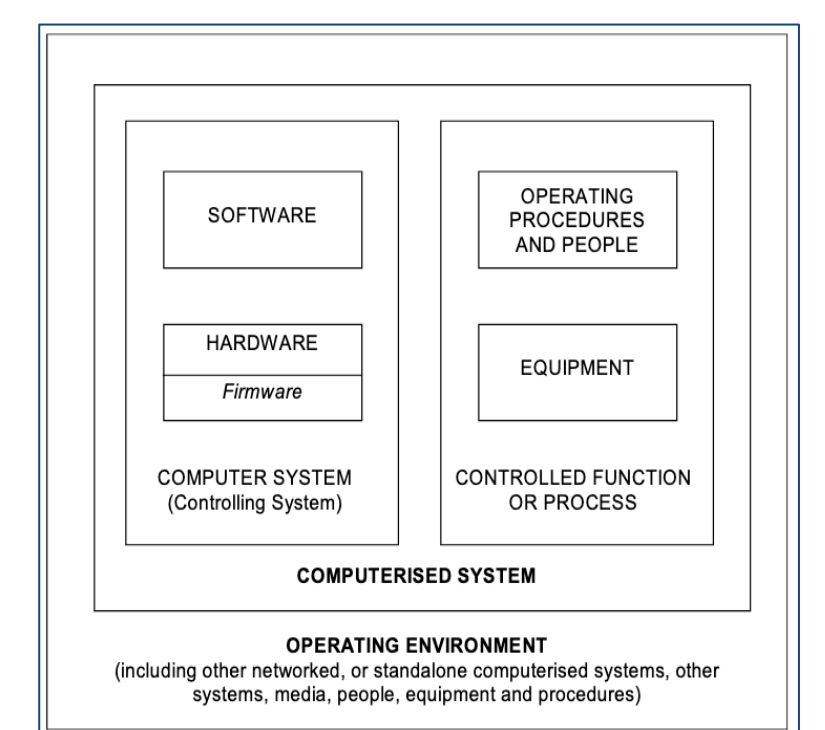 SOFTWARE
HARDWARE
Firmware
COMPUTER SYSTEM
(Controlling System)
OPERATING
PROCEDURES
AND PEOPLE
EQUIPMENT
CONTROLLED FUNCTION
OR PROCESS
COMPUTERISED SYSTEM
OPERATING ENVIRONMENT
(including other networked, or standalone computerised systems, other
systems, media, people, equipment and procedures)